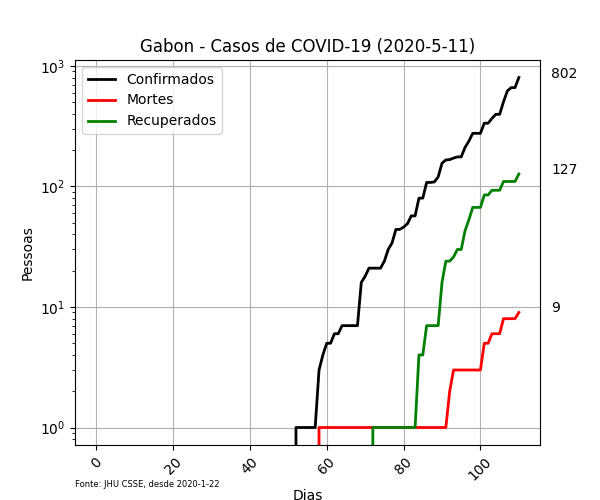 Gabon - Casos de COVID-19 (2020-5-11)
Confirmados
Mortes
Recuperados
802
127
9
10³
10²
10¹
10⁰
Pessoas
0
20
40
60
80
100
Dias
Fonte: JHU CSSE, desde 2020-1-22